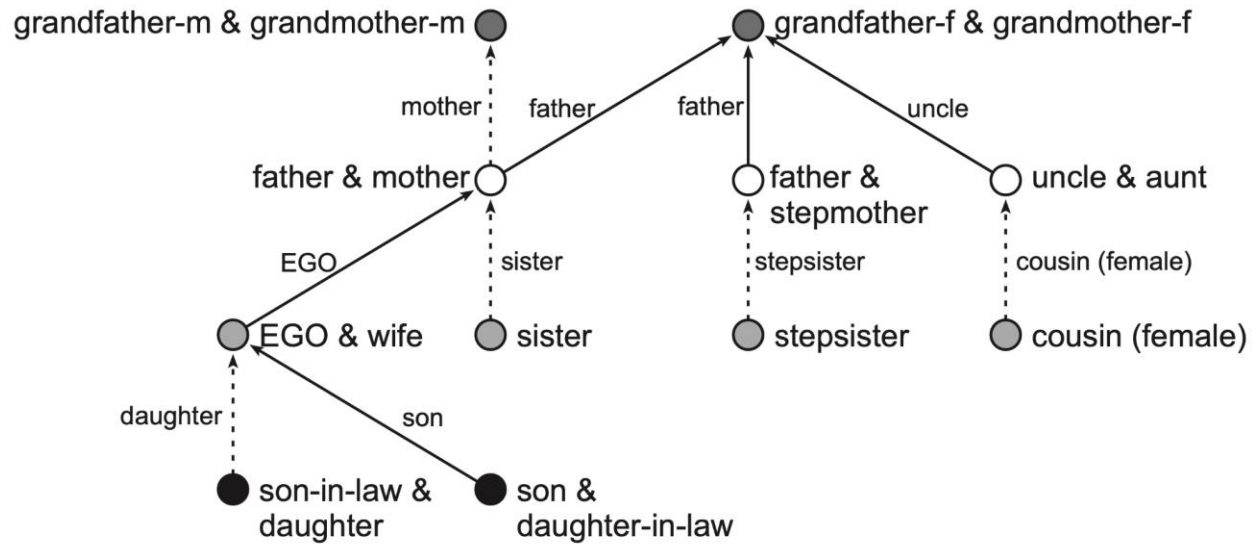 grandfather-m & grandmother-m
grandfather-f & grandmother-f
mother
father
father
uncle
father & mother
father &
stepmother
uncle & aunt
EGO
sister
stepsister
cousin (female)
EGO & wife
sister
stepsister
cousin (female)
daughter
son
son-in-law &
daughter
son &
daughter-in-law